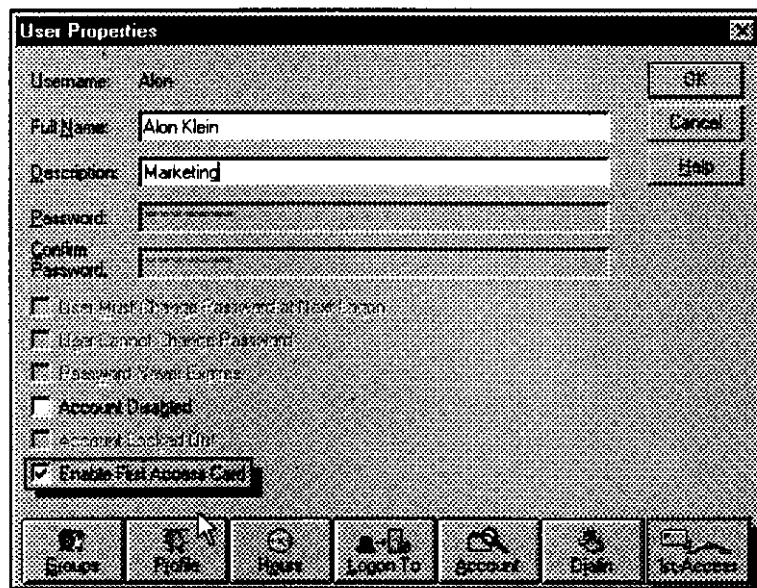 User Properties
Username: Alon
OK
Full Name: Alon Klein
Cancel
Description: Marketing
Help
Password: **************
Confirm Password: **************
User Must Change Password at Next Logon
User Cannot Change Password
Password Never Expires
Account Disabled
Account Locked Out
Enable First Access Card
Groups Profile Hours Logon To Account Dialin 1st-Access